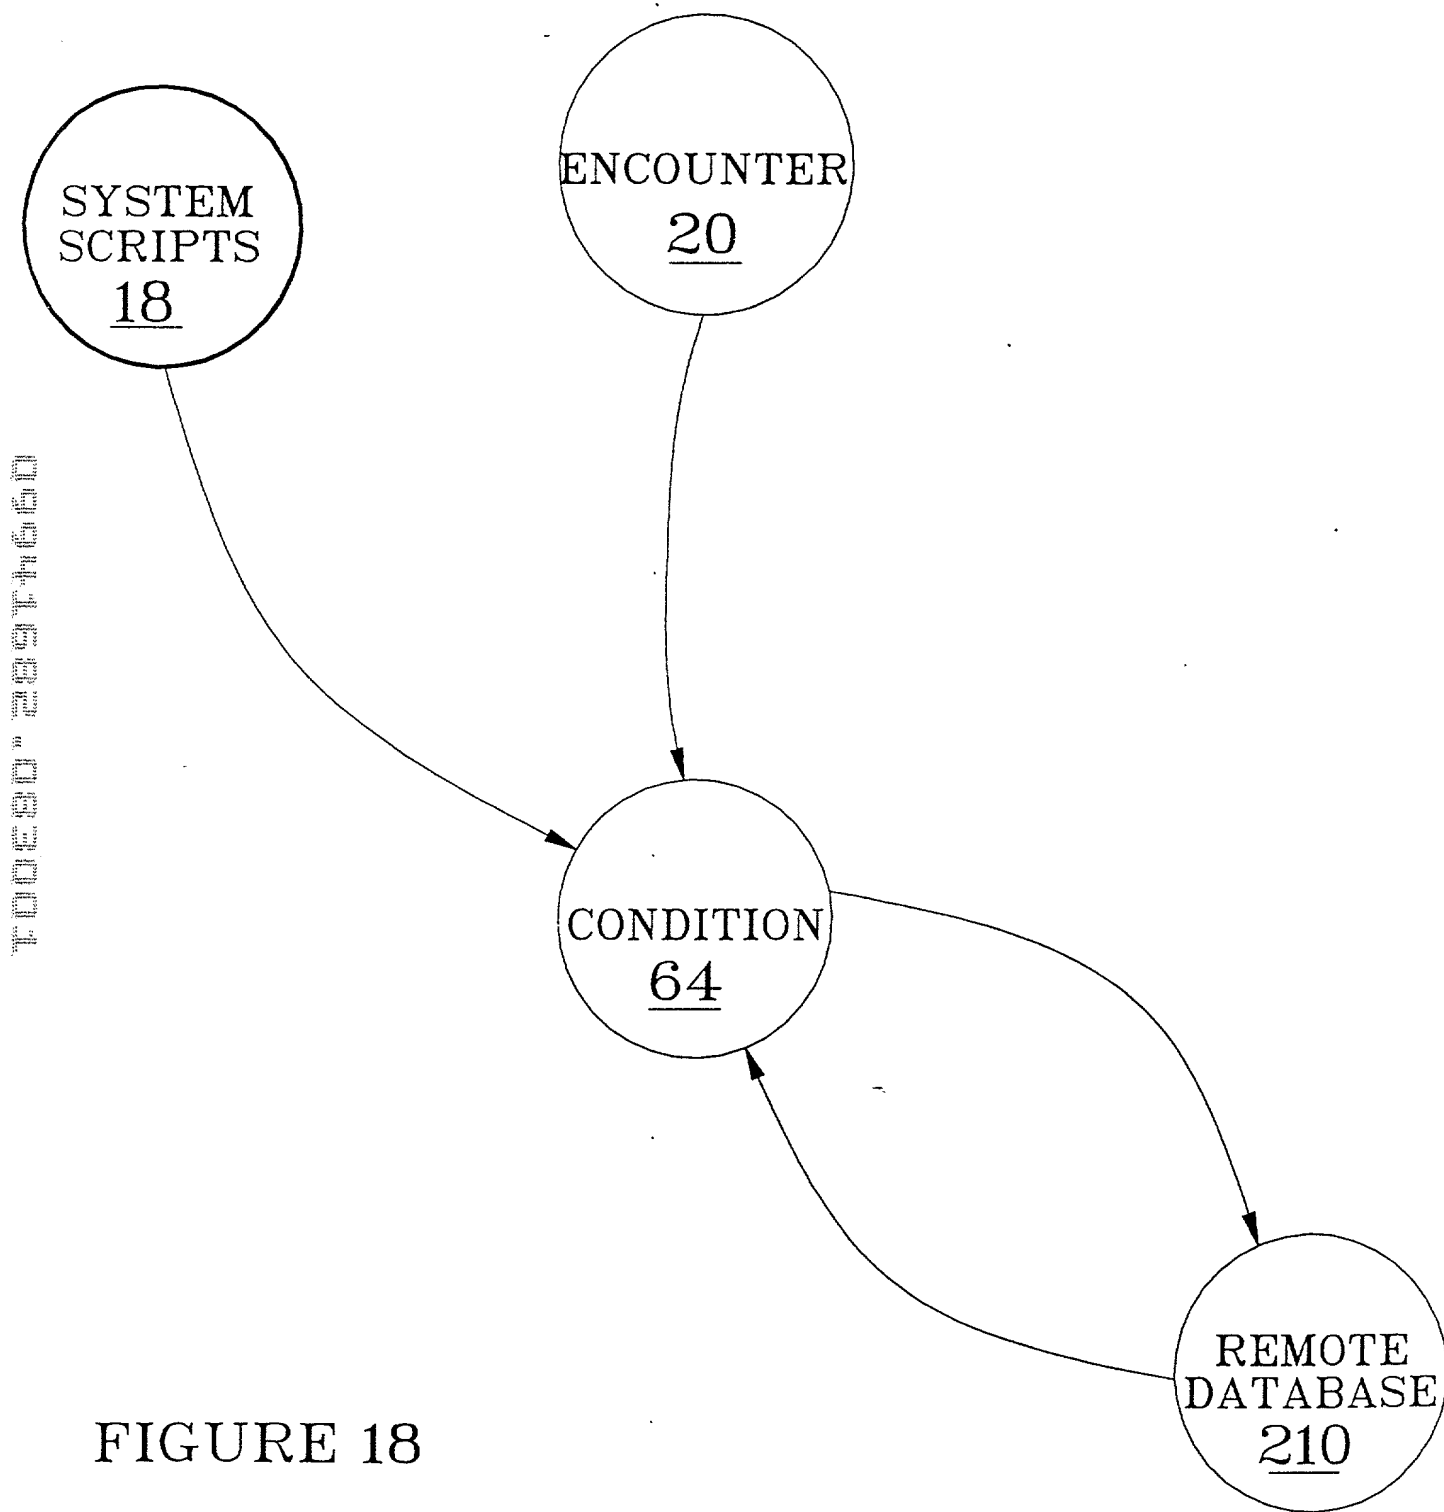 ENCOUNTER
20
SYSTEM
SCRIPTS
18
CONDITION
64
REMOTE
DATABASE
210
FIGURE 18